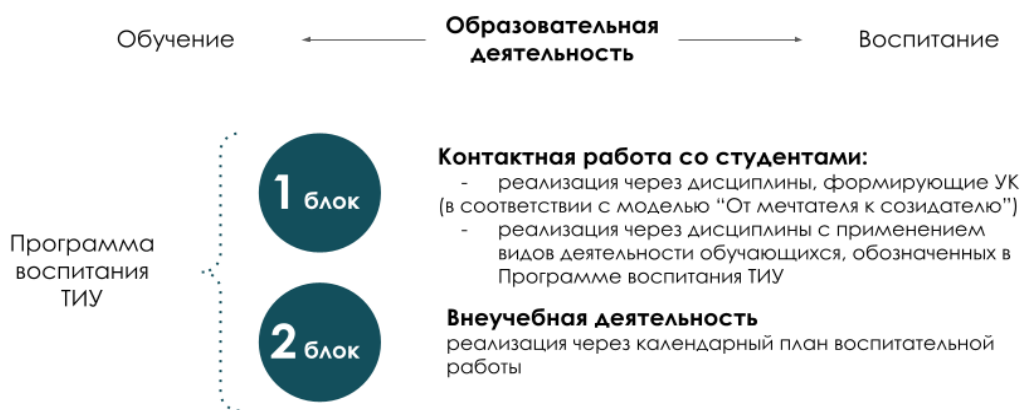 Обучение
Образовательная
деятельность
Воспитание
Программа
воспитания
ТИУ
1 блок
Контактная работа со студентами:
- реализация через дисциплины, формирующие УК
(в соответствии с моделью “От мечтателя к созидателю”)
- реализация через дисциплины с применением
видов деятельности обучающихся, обозначенных в
Программе воспитания ТИУ
2 блок
Внеучебная деятельность
реализация через календарный план воспитательной
работы